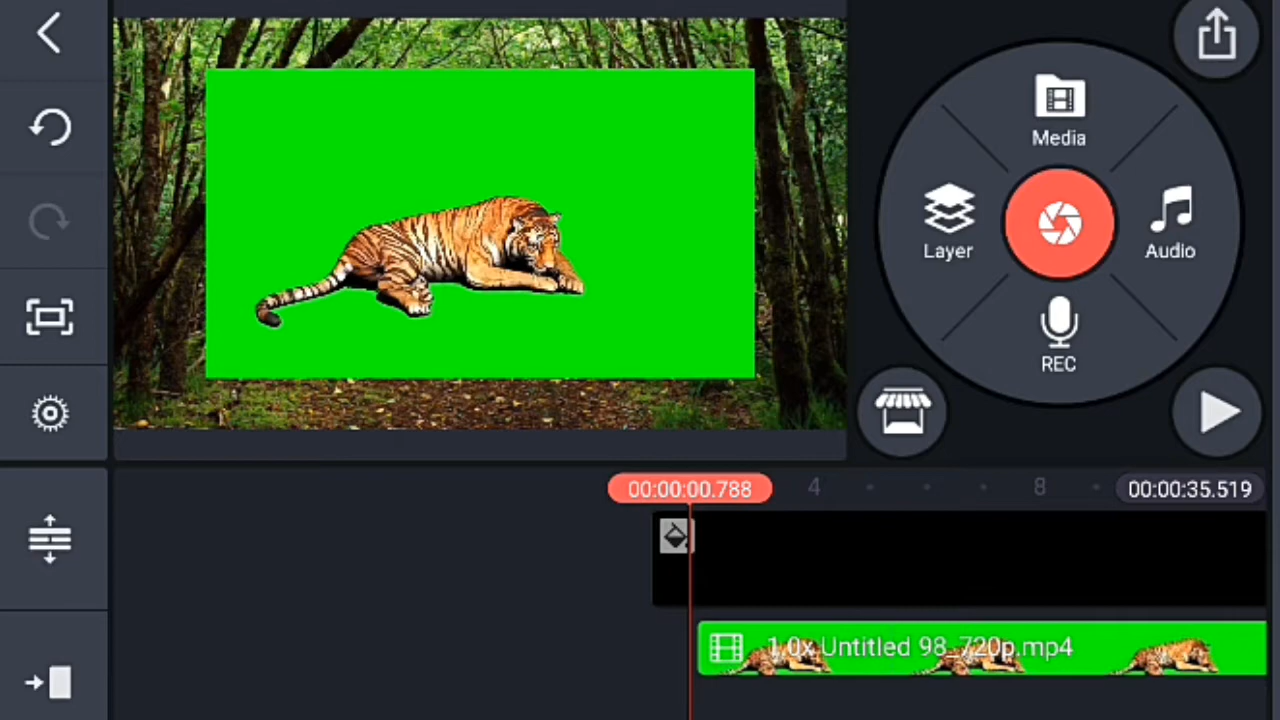 Media
Layer
Audio
REC
00:00:00.788
4
8
00:00:35.519
1.0x Untitled 98_720p.mp4